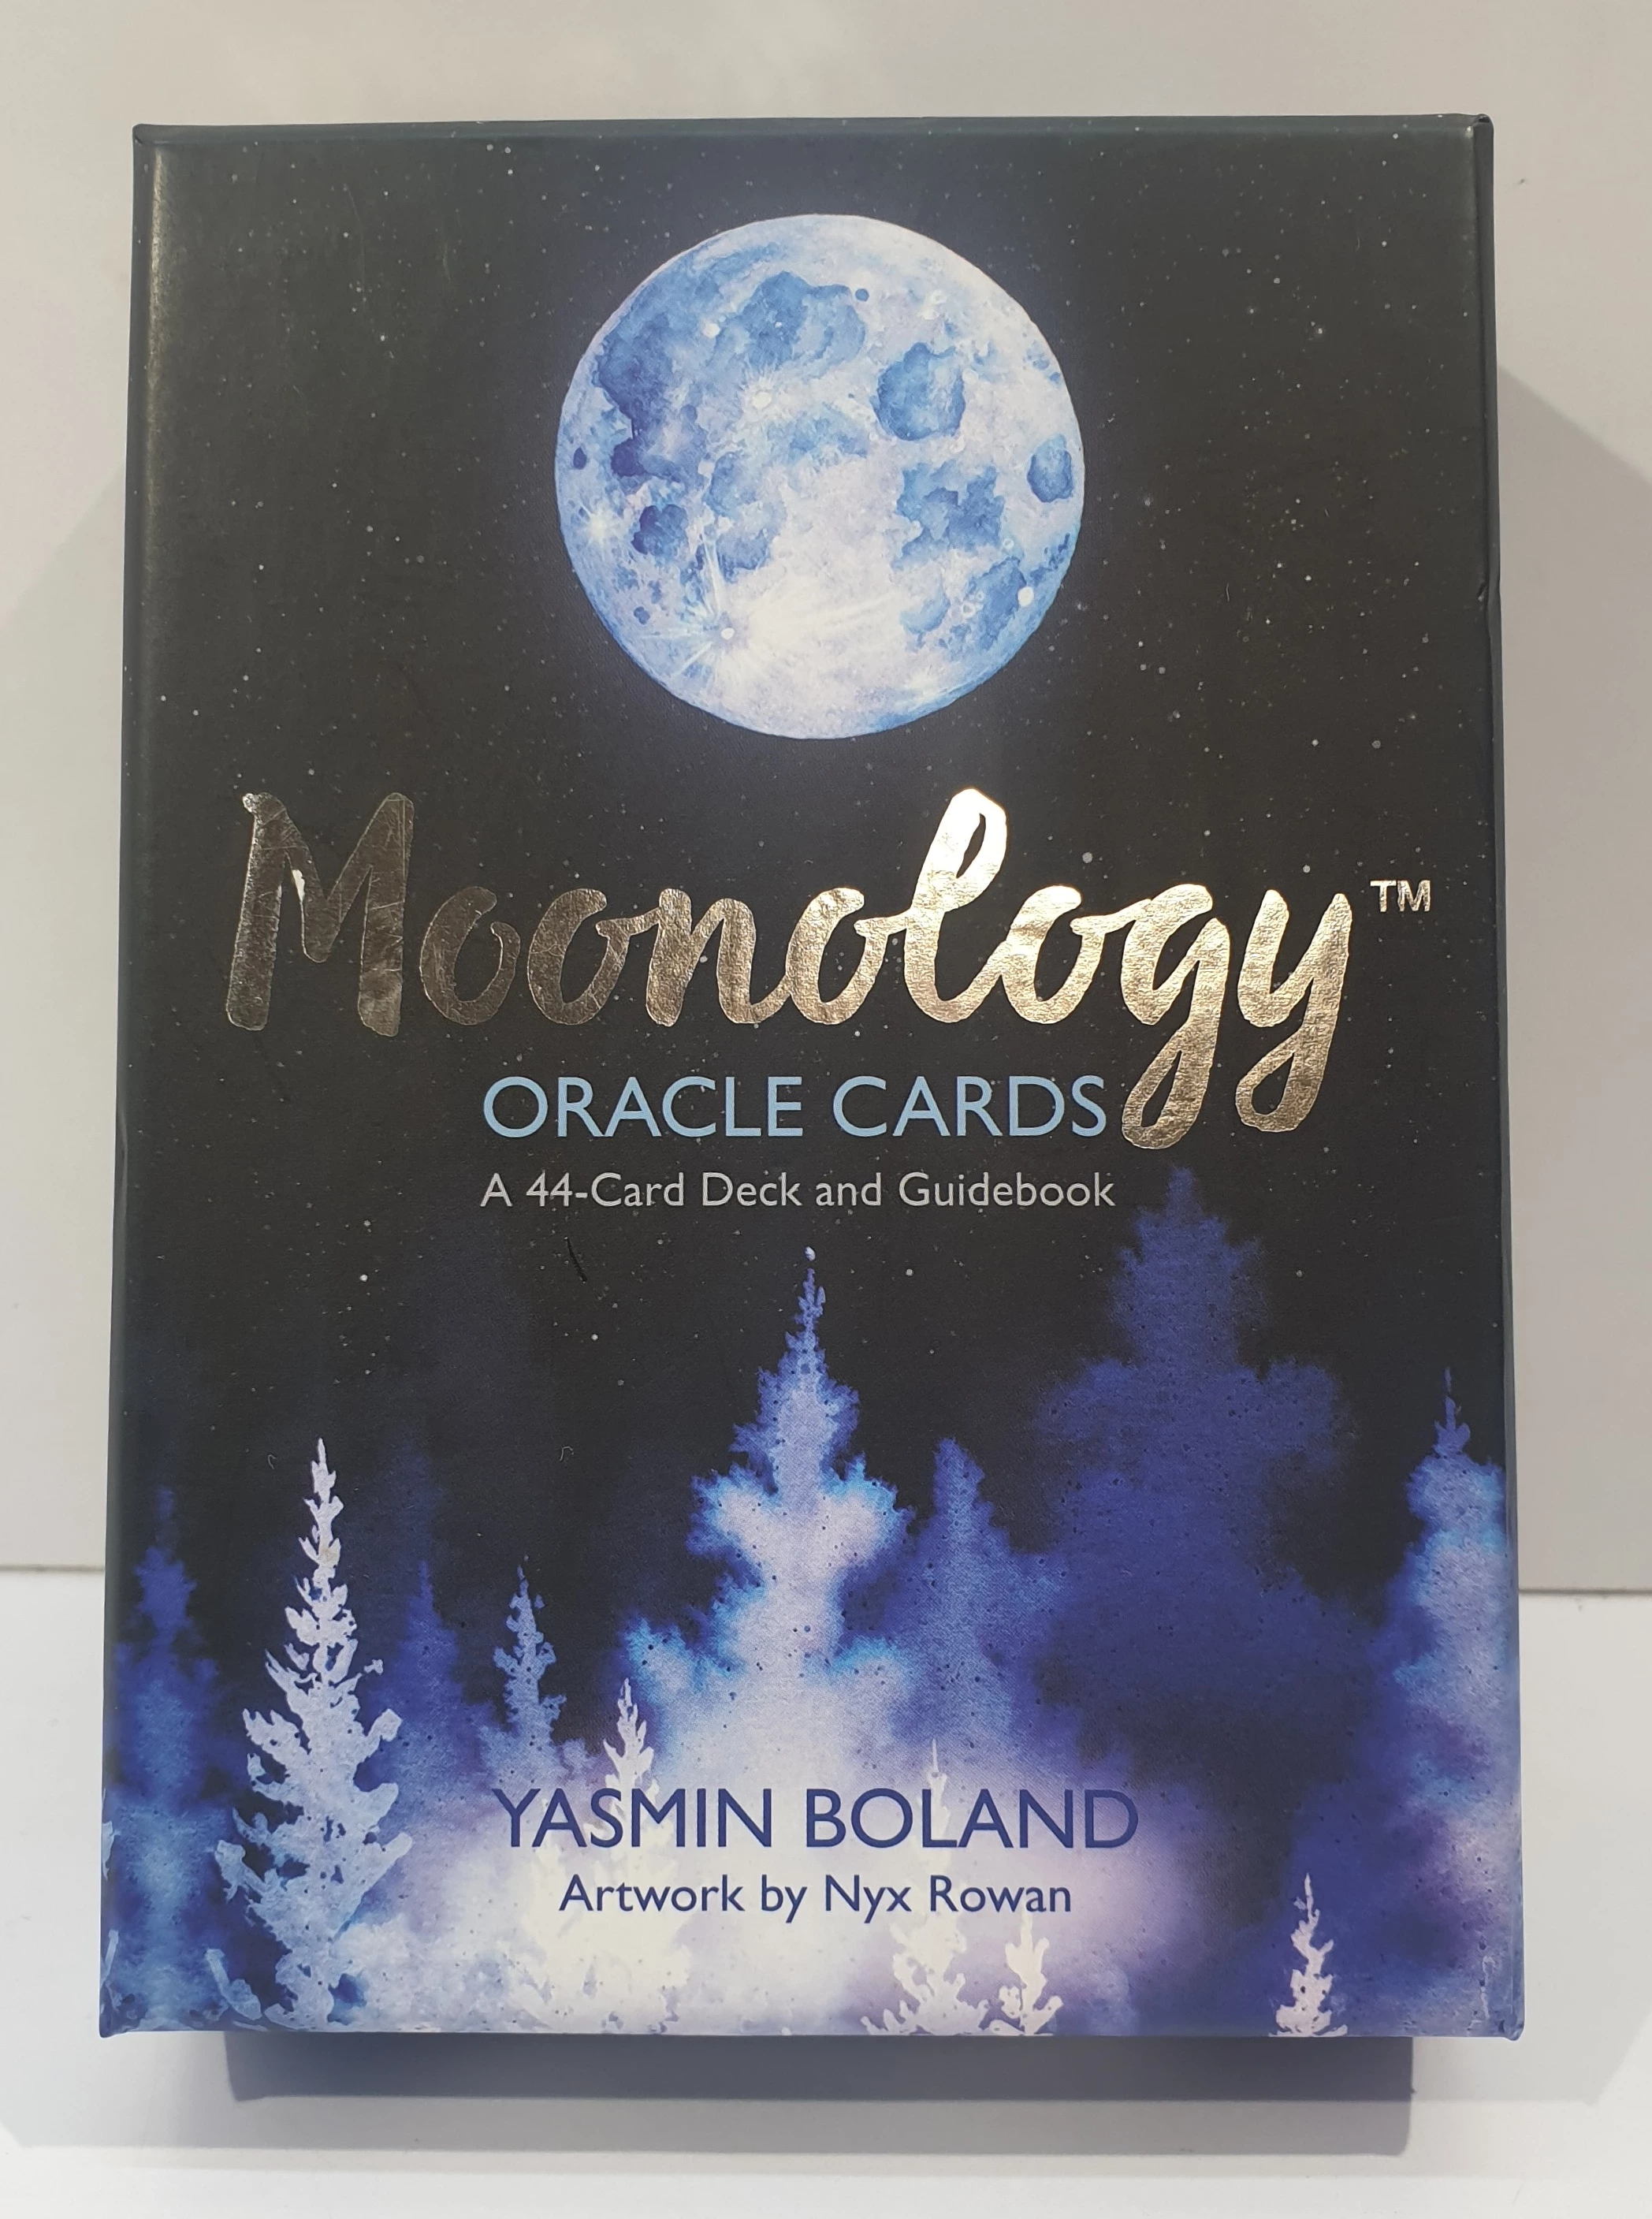 Moonology™
ORACLE CARDS
A 44-Card Deck and Guidebook
YASMIN BOLAND
Artwork by Nyx Rowan